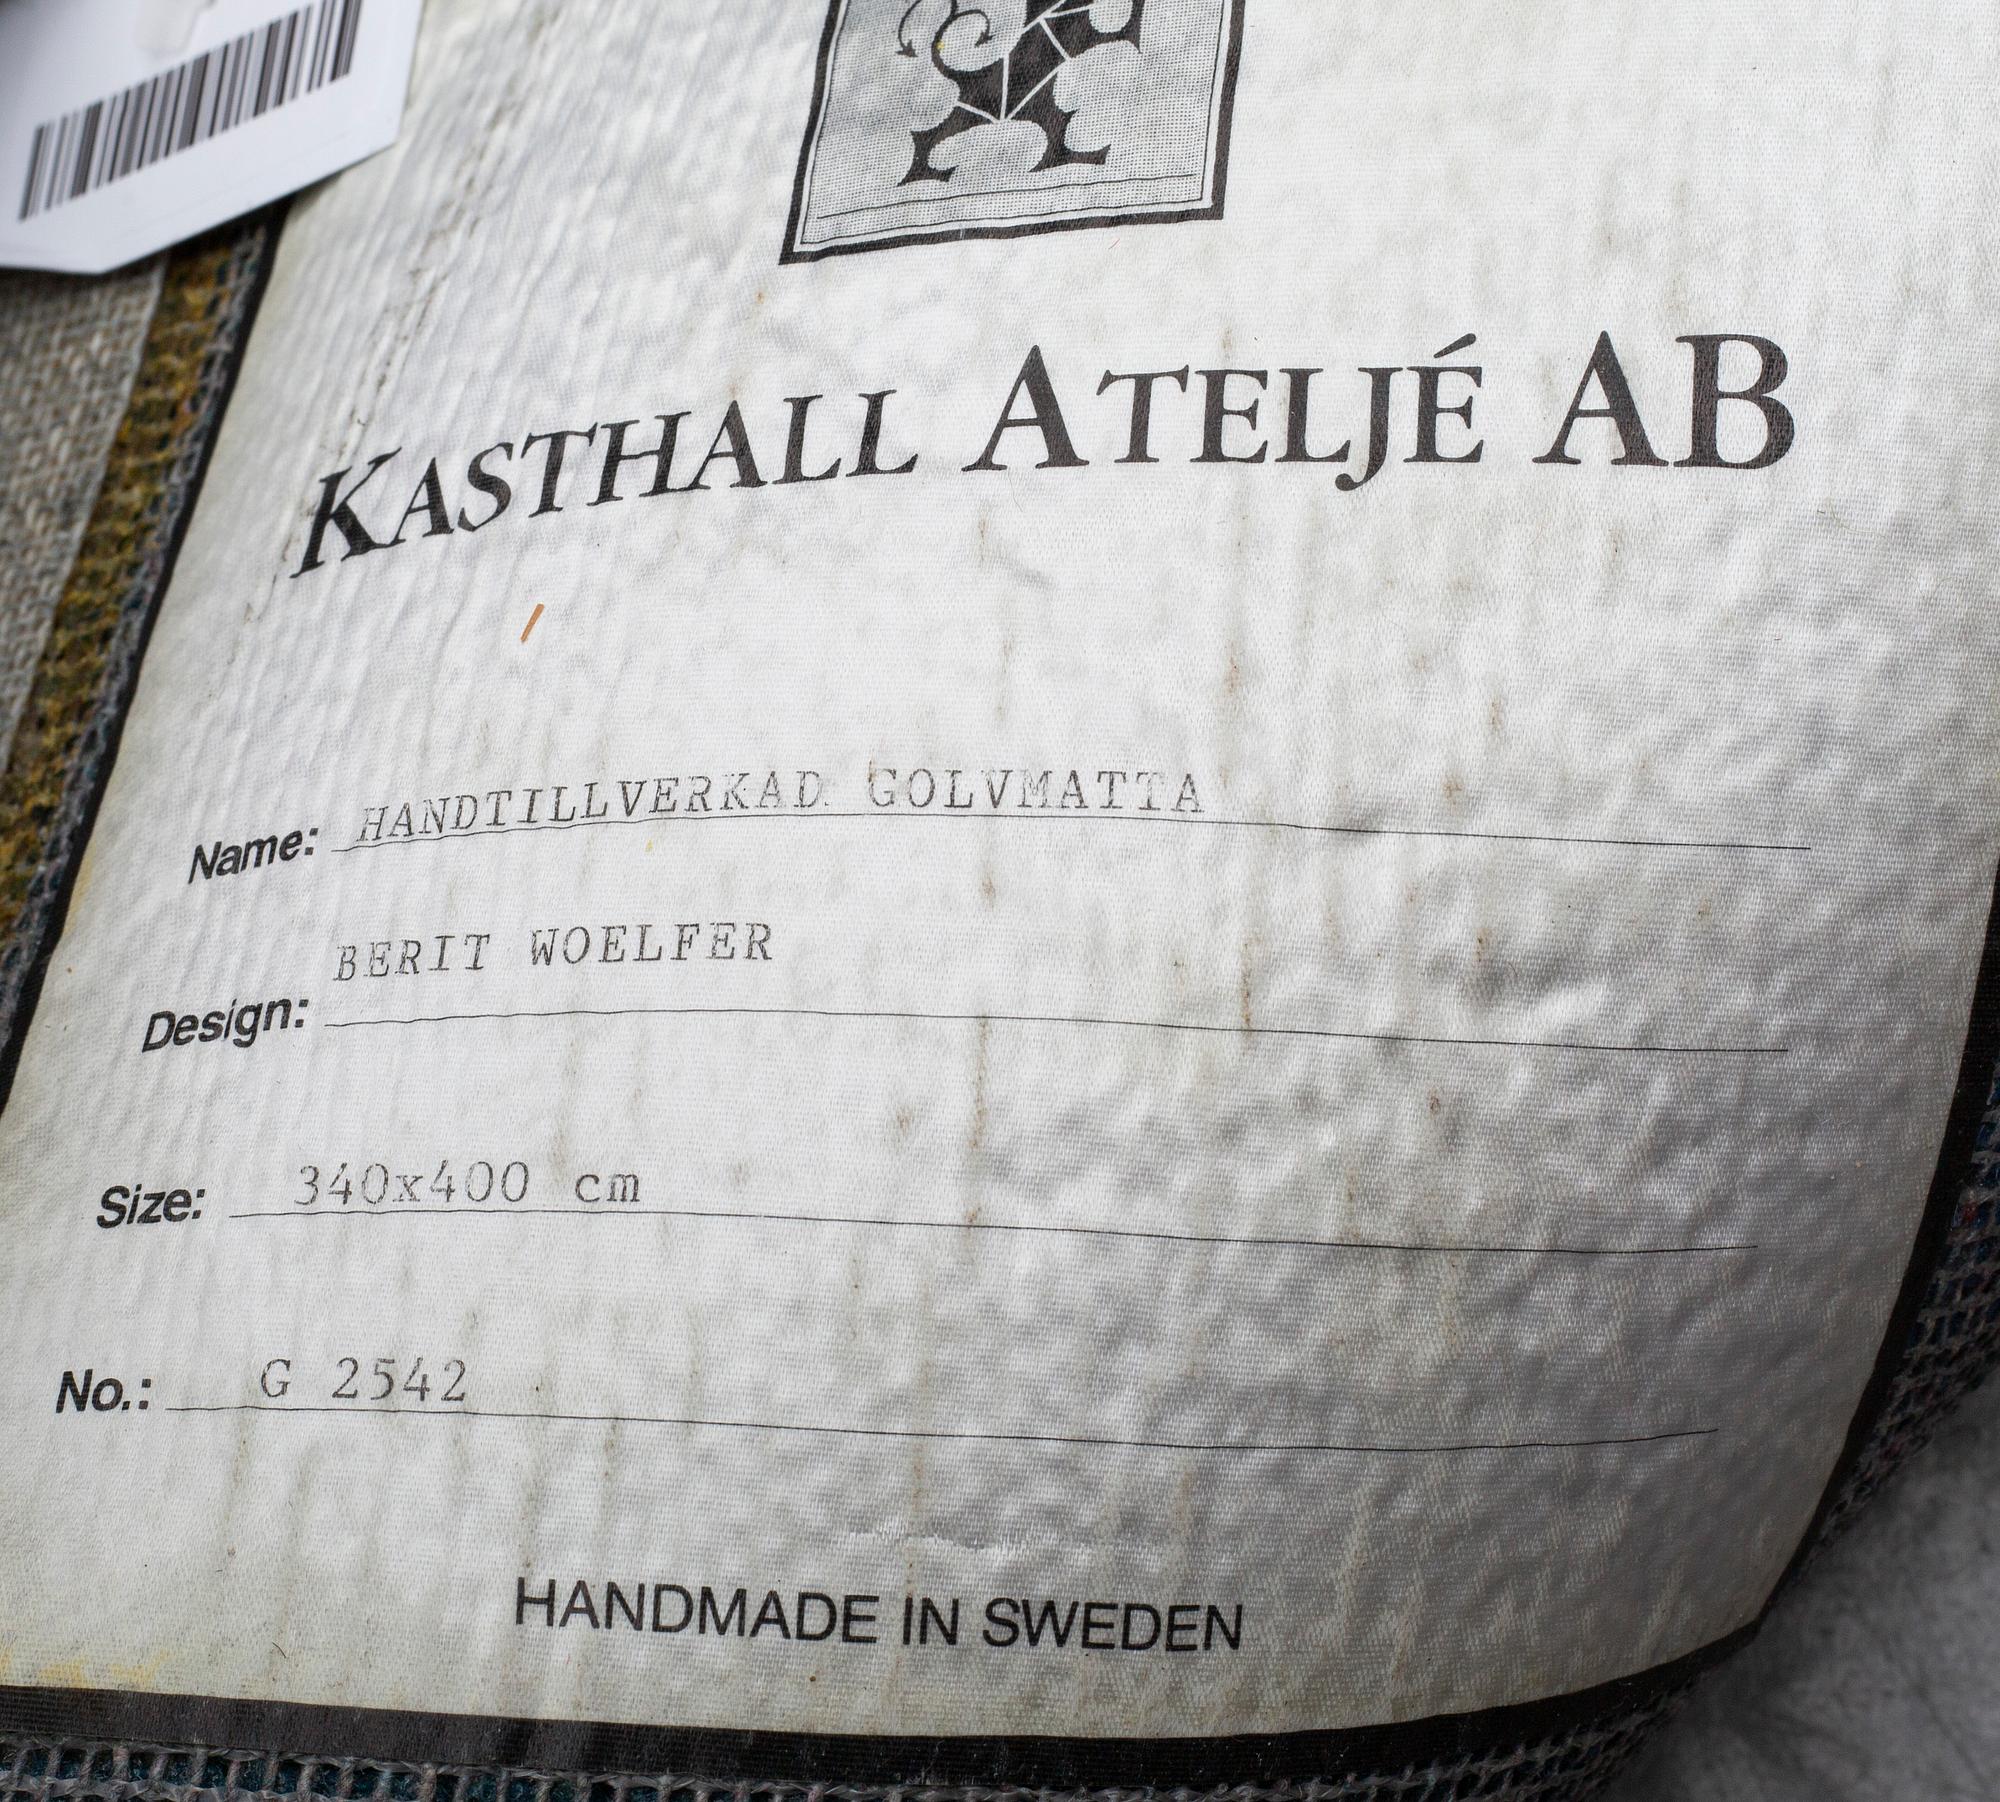 KASTHALL ATELJÉ AB
Name: HANDTILLVERKAD GOLVMATTA
Design: BERIT WOELFER
Size: 340x400 cm
No.: G 2542
HANDMADE IN SWEDEN